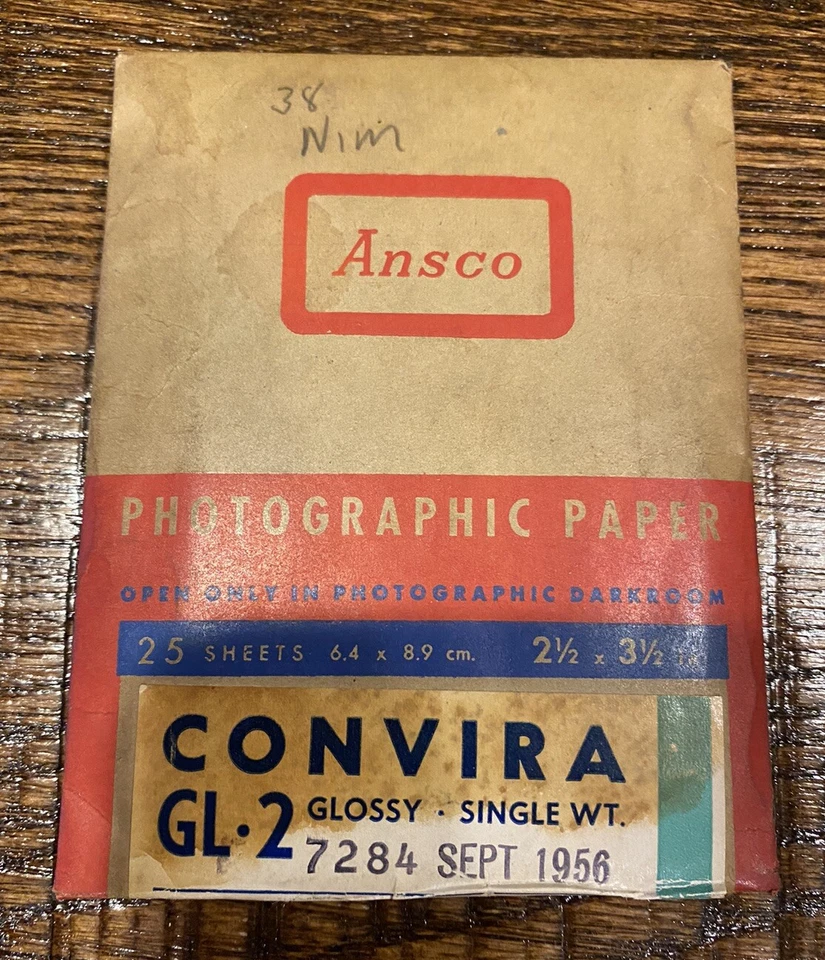 38
Nim
Ansco
PHOTOGRAPHIC PAPER
OPEN ONLY IN PHOTOGRAPHIC DARKROOM
25 SHEETS 6.4 x 8.9 cm. 2½ x 3½ in.
CONVIRA
GL·2 GLOSSY · SINGLE WT.
7284 SEPT 1956